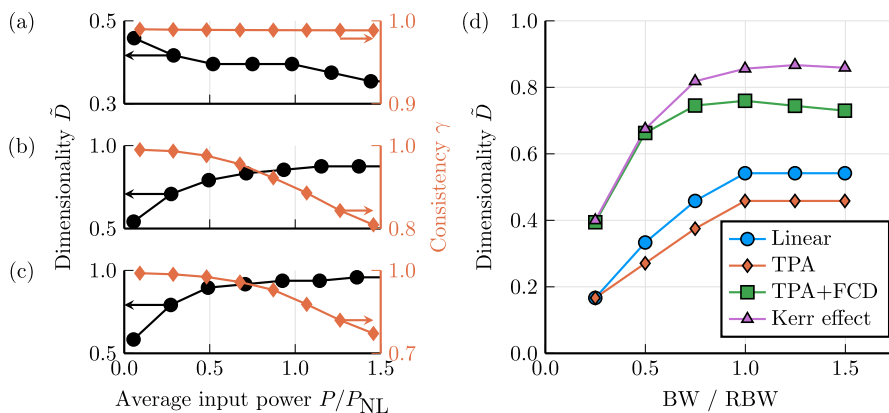 (a)
0.5
0.3
1.0
0.9
(b)
1.0
0.5
1.0
0.8
(c)
1.0
0.5
1.0
0.7
0.0 0.5 1.0 1.5
Dimensionality D̃
Consistency γ
Average input power P/P_NL
(d)
1.0
0.8
0.6
0.4
0.2
0.0
0.0 0.5 1.0 1.5
Dimensionality D̃
BW / RBW
Linear
TPA
TPA+FCD
Kerr effect